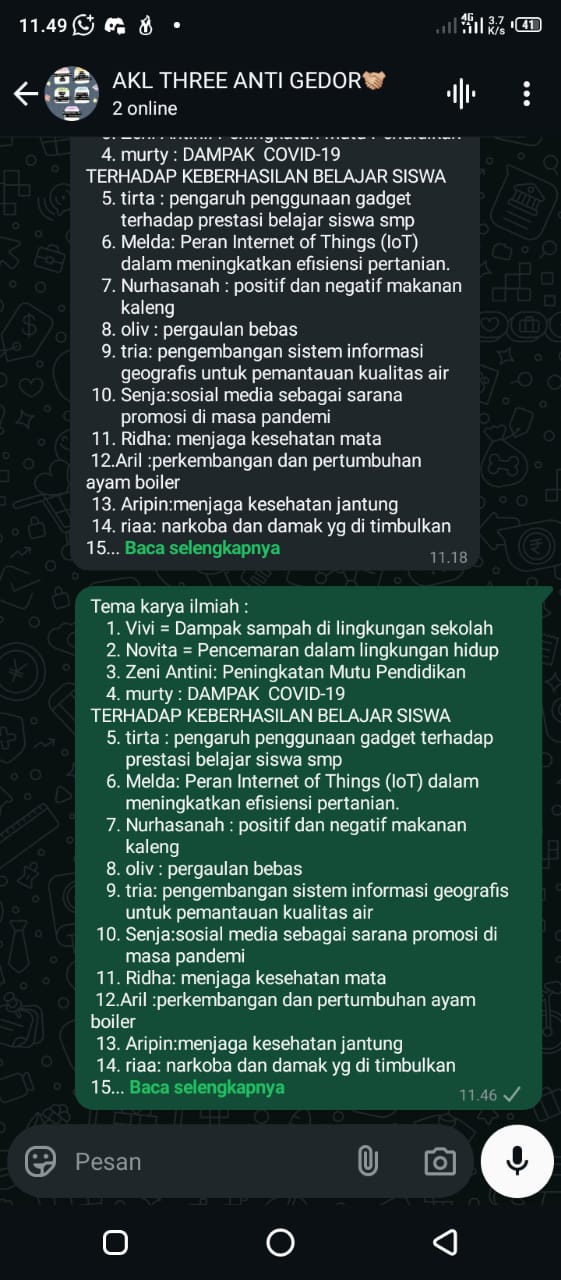 11.49
4G
3.7
K/s
41
AKL THREE ANTI GEDOR🤝🏼
2 online
4. murty : DAMPAK COVID-19
TERHADAP KEBERHASILAN BELAJAR SISWA
5. tirta : pengaruh penggunaan gadget
terhadap prestasi belajar siswa smp
6. Melda: Peran Internet of Things (IoT)
dalam meningkatkan efisiensi pertanian.
7. Nurhasanah : positif dan negatif makanan
kaleng
8. oliv : pergaulan bebas
9. tria: pengembangan sistem informasi
geografis untuk pemantauan kualitas air
10. Senja:sosial media sebagai sarana
promosi di masa pandemi
11. Ridha: menjaga kesehatan mata
12.Aril :perkembangan dan pertumbuhan
ayam boiler
13. Aripin:menjaga kesehatan jantung
14. riaa: narkoba dan damak yg di timbulkan
15... Baca selengkapnya
11.18
Tema karya ilmiah :
1. Vivi = Dampak sampah di lingkungan sekolah
2. Novita = Pencemaran dalam lingkungan hidup
3. Zeni Antini: Peningkatan Mutu Pendidikan
4. murty : DAMPAK COVID-19
TERHADAP KEBERHASILAN BELAJAR SISWA
5. tirta : pengaruh penggunaan gadget terhadap
prestasi belajar siswa smp
6. Melda: Peran Internet of Things (IoT) dalam
meningkatkan efisiensi pertanian.
7. Nurhasanah : positif dan negatif makanan
kaleng
8. oliv : pergaulan bebas
9. tria: pengembangan sistem informasi geografis
untuk pemantauan kualitas air
10. Senja:sosial media sebagai sarana promosi di
masa pandemi
11. Ridha: menjaga kesehatan mata
12.Aril :perkembangan dan pertumbuhan ayam
boiler
13. Aripin:menjaga kesehatan jantung
14. riaa: narkoba dan damak yg di timbulkan
15... Baca selengkapnya
11.46
Pesan